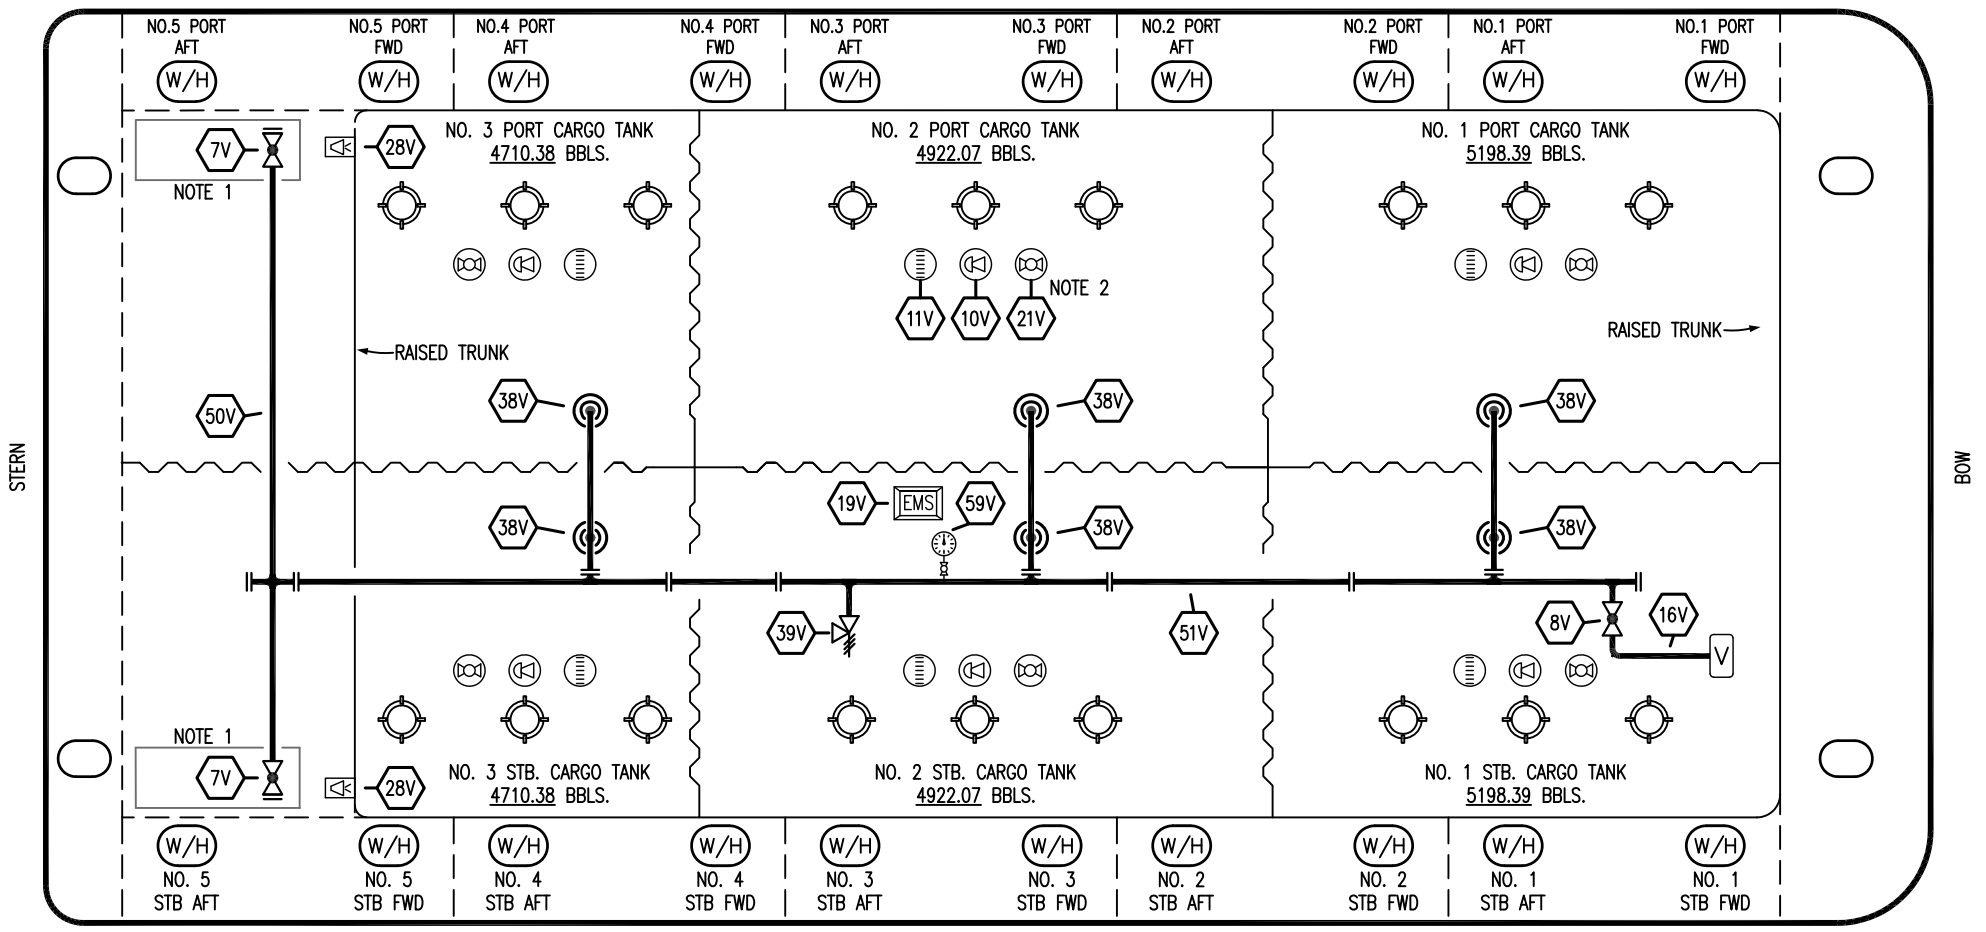 NO.5 PORT
AFT
NO.5 PORT
FWD
NO.4 PORT
AFT
NO.4 PORT
FWD
NO.3 PORT
AFT
NO.3 PORT
FWD
NO.2 PORT
AFT
NO.2 PORT
FWD
NO.1 PORT
AFT
NO.1 PORT
FWD
W/H
W/H
W/H
W/H
W/H
W/H
W/H
W/H
W/H
W/H
7V
NOTE 1
28V
NO. 3 PORT CARGO TANK
4710.38 BBLS.
NO. 2 PORT CARGO TANK
4922.07 BBLS.
NO. 1 PORT CARGO TANK
5198.39 BBLS.
NOTE 2
11V
10V
21V
RAISED TRUNK
RAISED TRUNK
50V
38V
38V
38V
STERN
BOW
19V
EMS
59V
38V
38V
38V
39V
51V
8V
16V
V
NOTE 1
7V
28V
NO. 3 STB. CARGO TANK
4710.38 BBLS.
NO. 2 STB. CARGO TANK
4922.07 BBLS.
NO. 1 STB. CARGO TANK
5198.39 BBLS.
W/H
W/H
W/H
W/H
W/H
W/H
W/H
W/H
W/H
W/H
NO. 5
STB AFT
NO. 5
STB FWD
NO. 4
STB AFT
NO. 4
STB FWD
NO. 3
STB AFT
NO. 3
STB FWD
NO. 2
STB AFT
NO. 2
STB FWD
NO. 1
STB AFT
NO. 1
STB FWD